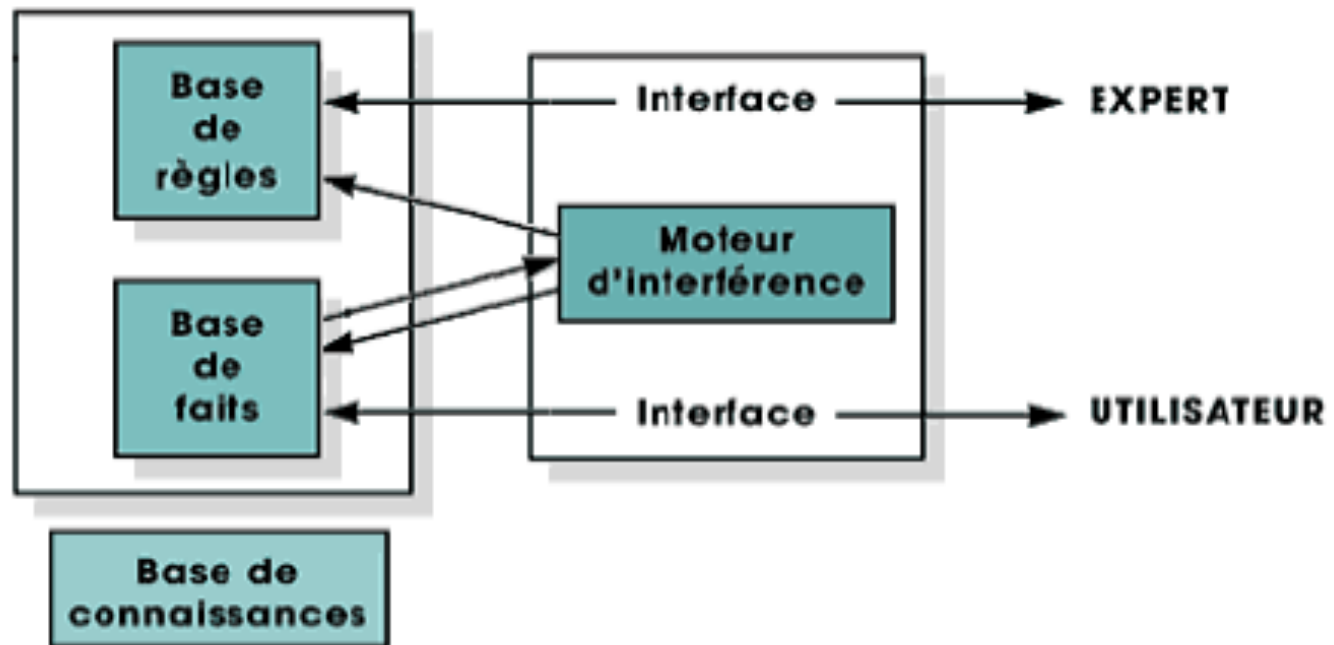 Base
de
règles
Interface
EXPERT
Moteur
d'interférence
Base
de
faits
Interface
UTILISATEUR
Base de
connaissances